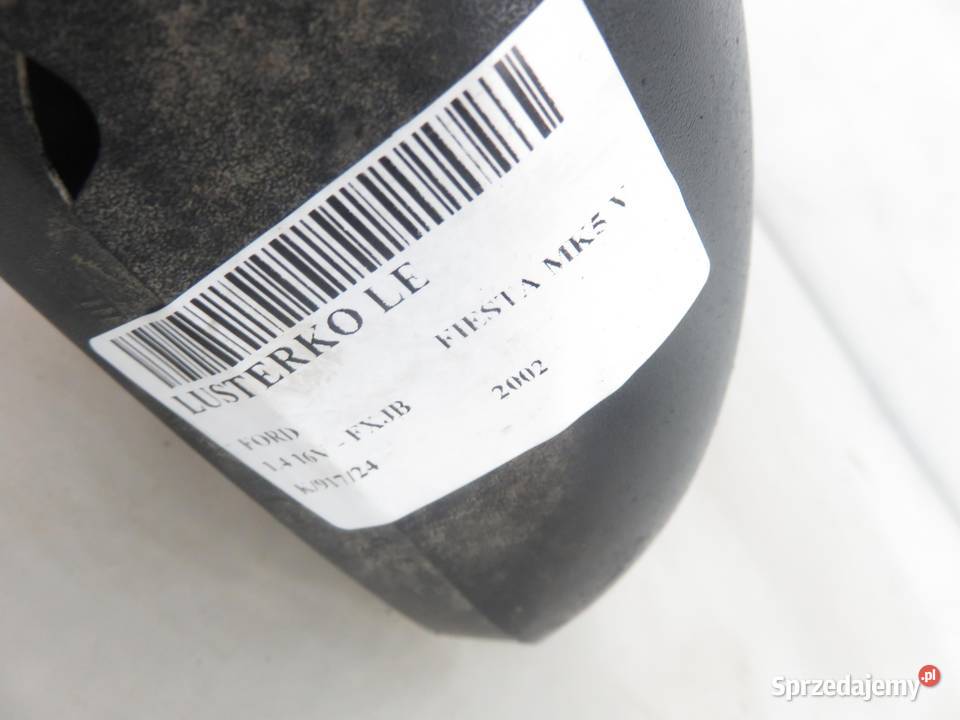 LUSTERKO LE
FORD FIESTA MK5 V
1.4 16V - FXJB 2002
K/917/24
Sprzedajemy.pl